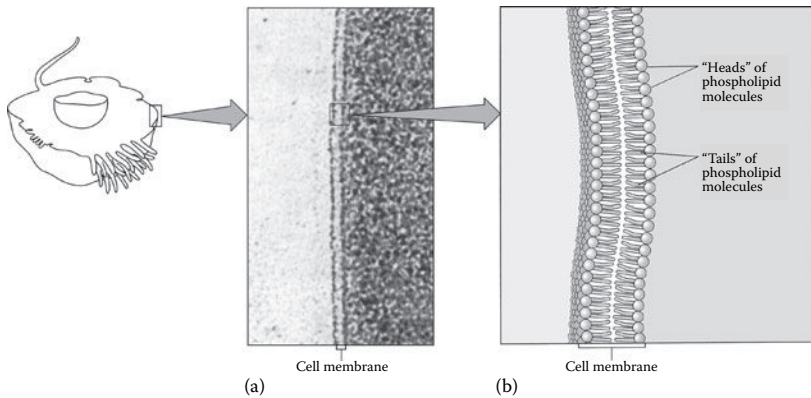 “Heads” of
phospholipid
molecules
“Tails” of
phospholipid
molecules
Cell membrane
Cell membrane
(a)
(b)